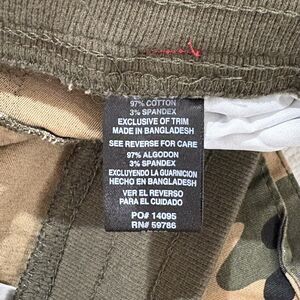 97% COTTON
3% SPANDEX
EXCLUSIVE OF TRIM
MADE IN BANGLADESH
SEE REVERSE FOR CARE
97% ALGODON
3% SPANDEX
EXCLUYENDO LA GUARNICION
HECHO EN BANGLADESH
VER EL REVERSO
PARA EL CUIDADO
PO# 14095
RN# 59786